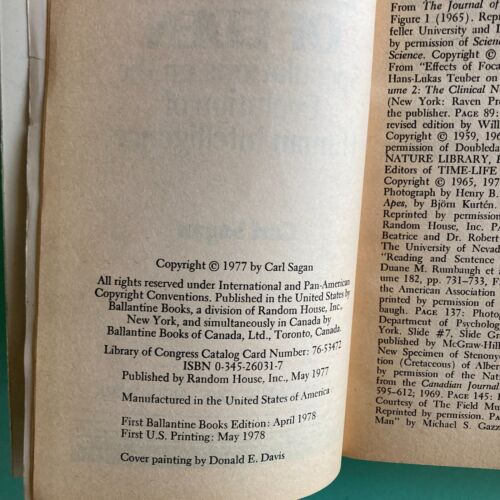 Copyright © 1977 by Carl Sagan
All rights reserved under International and Pan-American
Copyright Conventions. Published in the United States by
Ballantine Books, a division of Random House, Inc.,
New York, and simultaneously in Canada by
Ballantine Books of Canada, Ltd., Toronto, Canada.
Library of Congress Catalog Card Number: 76-53472
ISBN 0-345-26031-7
Published by Random House, Inc., May 1977
Manufactured in the United States of America
First Ballantine Books Edition: April 1978
First U.S. Printing: May 1978
Cover painting by Donald E. Davis
From The Journal of
Figure 1 (1965). Repr
feller University and
by permission of Scien
Science. Copyright ©
From "Effects of Foca
Hans-Lukas Teuber on
ume 2: The Clinical N
(New York: Raven Pr
the publisher. PAGE 89:
revised edition by Will
Copyright © 1959, 196
permission of Doubled
NATURE LIBRARY, E
Editors of TIME-LIFE
Copyright © 1965, 197
Photograph by Henry B.
Apes, by Björn Kurtén.
Reprinted by permission
Random House, Inc. PA
Beatrice and Dr. Robert
The University of Nevad
"Reading and Sentence
Duane M. Rumbaugh et
ume 182, pp. 731–733, F
the American Association
printed by permission of
baugh. PAGE 137: Photog
Department of Psycholog
York. Slide #7, Slide Gr
published by McGraw-Hill
New Specimen of Stenony
tion (Cretaceous) of Alber
by permission of the Nat
from the Canadian Journal
595–612; 1969. PAGE 145: F
Courtesy of The Field Mu
Reprinted by permission. P
Man" by Michael S. Gazz